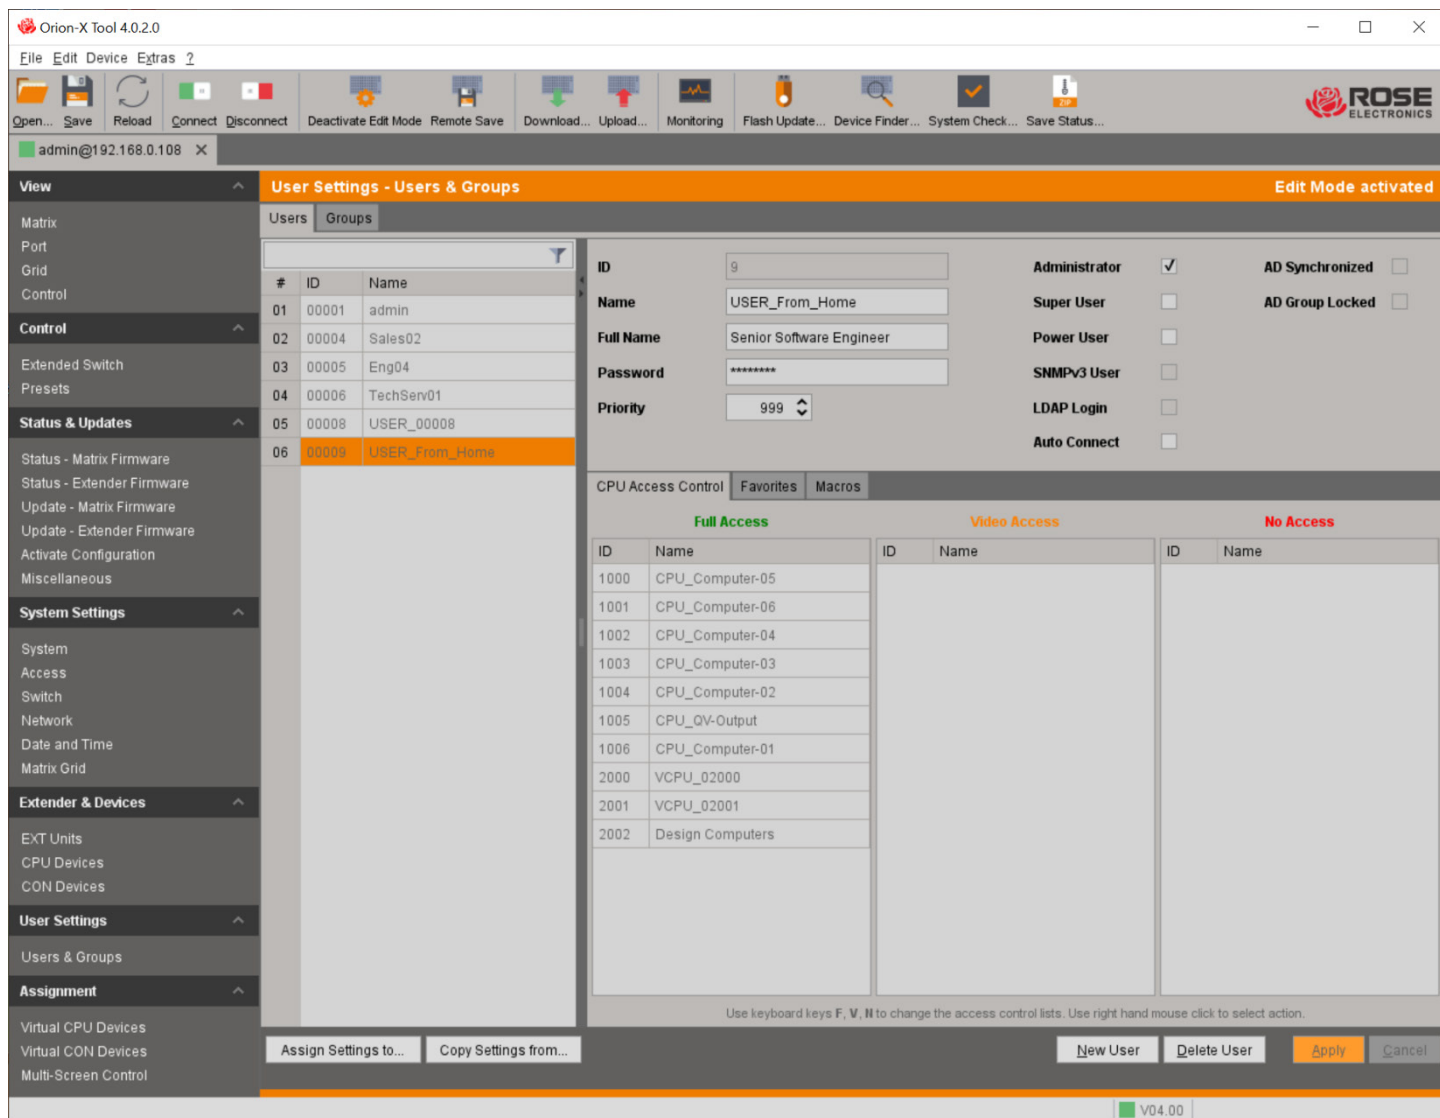 Orion-X Tool 4.0.2.0
File Edit Device Extras ?
Open... Save Reload Connect Disconnect Deactivate Edit Mode Remote Save Download... Upload... Monitoring Flash Update... Device Finder... System Check... Save Status...
ZIP
ROSE
ELECTRONICS
admin@192.168.0.108
View
Matrix
Port
Grid
Control
Control
Extended Switch
Presets
Status & Updates
Status - Matrix Firmware
Status - Extender Firmware
Update - Matrix Firmware
Update - Extender Firmware
Activate Configuration
Miscellaneous
System Settings
System
Access
Switch
Network
Date and Time
Matrix Grid
Extender & Devices
EXT Units
CPU Devices
CON Devices
User Settings
Users & Groups
Assignment
Virtual CPU Devices
Virtual CON Devices
Multi-Screen Control
User Settings - Users & Groups Edit Mode activated
Users Groups
# ID Name
01 00001 admin
02 00004 Sales02
03 00005 Eng04
04 00006 TechServ01
05 00008 USER_00008
06 00009 USER_From_Home
ID 9
Name USER_From_Home
Full Name Senior Software Engineer
Password ********
Priority 999
Administrator
Super User
Power User
SNMPv3 User
LDAP Login
Auto Connect
AD Synchronized
AD Group Locked
CPU Access Control Favorites Macros
Full Access Video Access No Access
ID Name ID Name ID Name
1000 CPU_Computer-05
1001 CPU_Computer-06
1002 CPU_Computer-04
1003 CPU_Computer-03
1004 CPU_Computer-02
1005 CPU_QV-Output
1006 CPU_Computer-01
2000 VCPU_02000
2001 VCPU_02001
2002 Design Computers
Use keyboard keys F, V, N to change the access control lists. Use right hand mouse click to select action.
Assign Settings to... Copy Settings from... New User Delete User Apply Cancel
V04.00